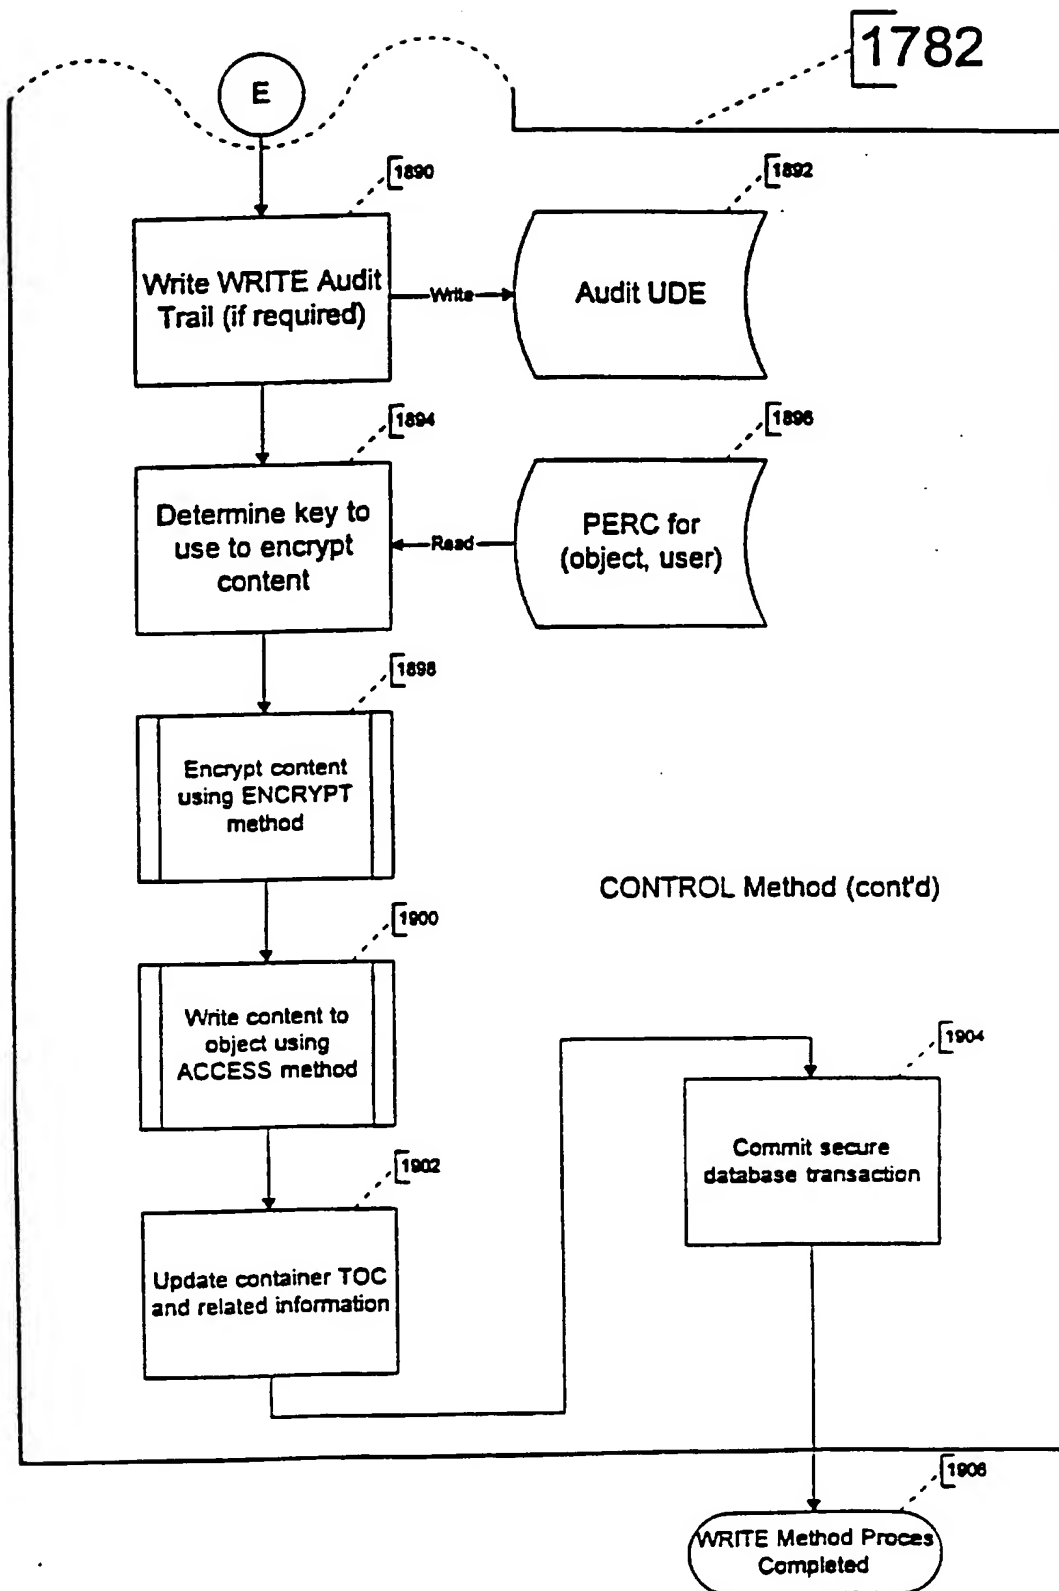 1782
E
1890
1892
Write WRITE Audit
Trail (if required)
Write
Audit UDE
1894
1896
Determine key to
use to encrypt
content
Read
PERC for
(object, user)
1898
Encrypt content
using ENCRYPT
method
CONTROL Method (cont'd)
1900
Write content to
object using
ACCESS method
1904
Commit secure
database transaction
1902
Update container TOC
and related information
1906
WRITE Method Proces
Completed